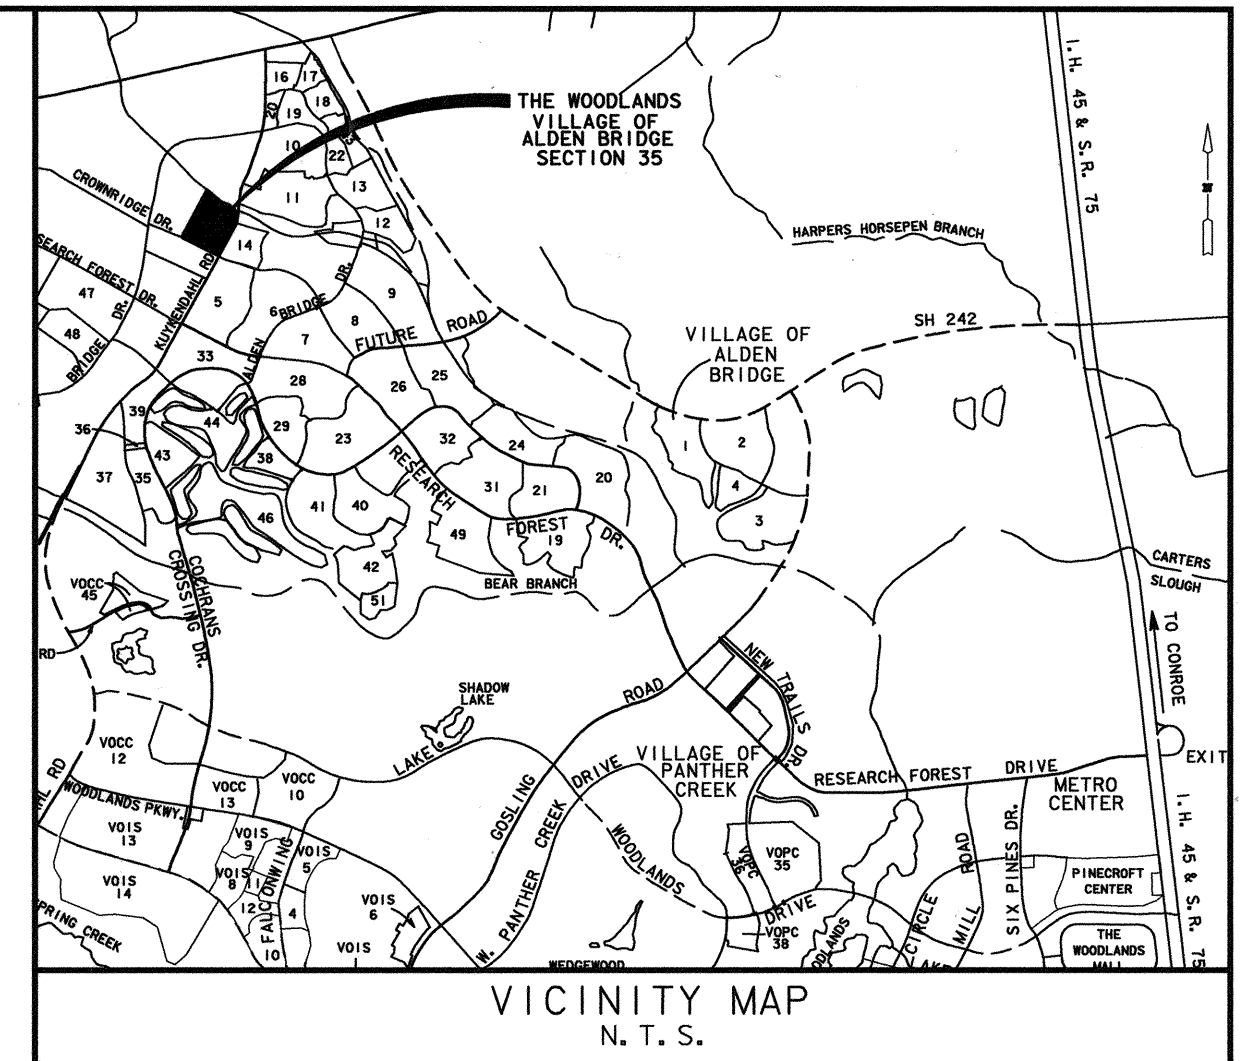 16
17
18
20
19
10
22
11
13
12
14
THE WOODLANDS
VILLAGE OF
ALDEN BRIDGE
SECTION 35
I. H. 45 & S. R. 75
CROWNRIDGE DR.
HARPERS HORSEPEN BRANCH
SEARCH FOREST DR.
KUYKENDAHL RD
47
48
BRIDGE DR.
5
6
ALDEN BRIDGE DR.
9
8
7
FUTURE ROAD
SH 242
VILLAGE OF
ALDEN
BRIDGE
33
28
26
25
39
44
29
23
32
24
36
43
38
37
35
41
40
31
21
20
46
49
19
42
51
1
2
4
3
RESEARCH FOREST DR.
BEAR BRANCH
CARTERS
SLOUGH
VOCC
45
COCHRANS
CROSSING DR.
RD
TO CONROE
NEW TRAILS DR.
SHADOW
LAKE
GOSLING ROAD
LAKE
VILLAGE OF
PANTHER
CREEK
VOCC
12
VOCC
13
VOCC
10
HL RD
WOODLANDS PKWY.
W. PANTHER CREEK DRIVE
RESEARCH FOREST DRIVE
EXIT
METRO
CENTER
VOIS
13
VOIS
9
VOIS
8
11
VOIS
5
12
4
10
VOIS
14
FALCONWING
VOIS
6
VOIS
PRING CREEK
WOODLANDS DRIVE
VOPC
36
VOPC
35
VOPC
38
WEDGEWOOD
ODLANDS
CIRCLE
MILL ROAD
SIX PINES DR.
PINECROFT
CENTER
THE
WOODLANDS
MALL
LAKE
I. H. 45 & S. R. 75
VICINITY MAP
N. T. S.